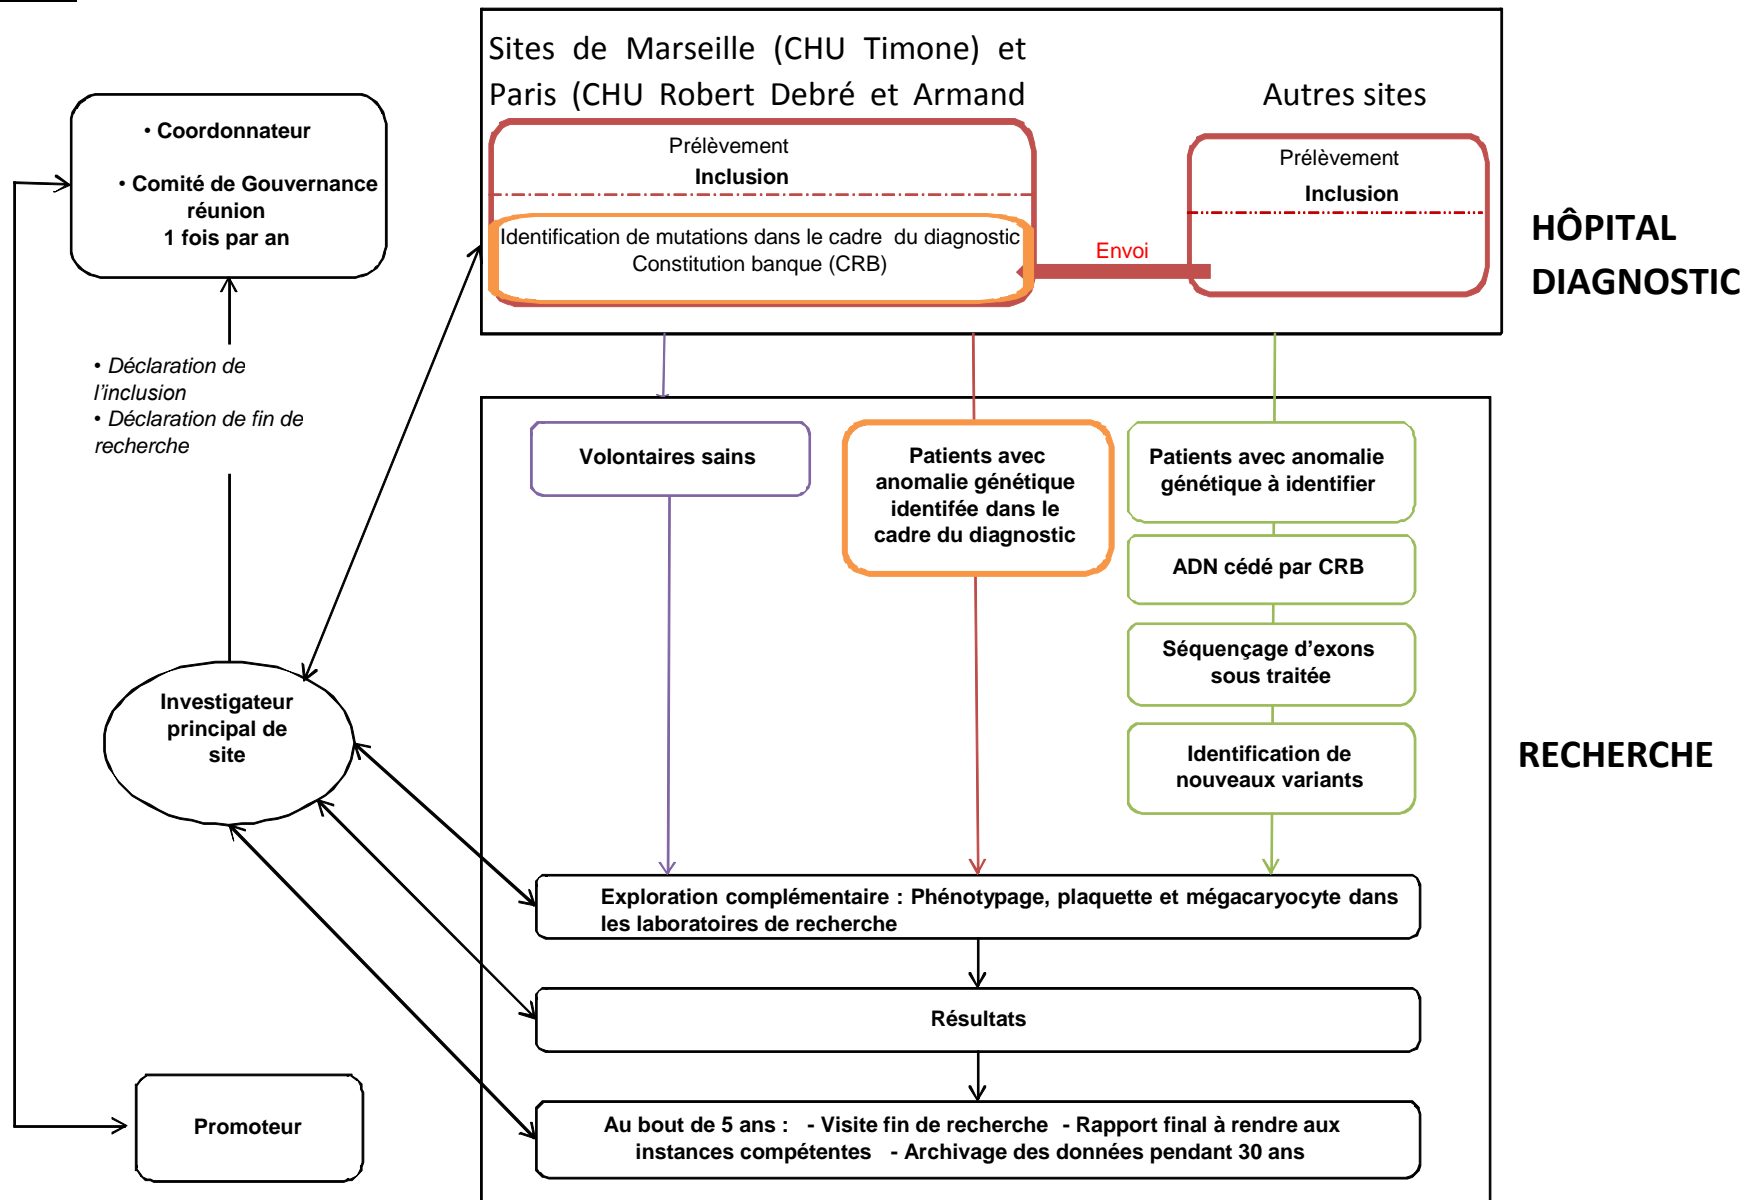 Sites de Marseille (CHU Timone) et
Paris (CHU Robert Debré et Armand
Autres sites
• Coordonnateur
• Comité de Gouvernance
réunion
1 fois par an
Prélèvement
Inclusion
Identification de mutations dans le cadre du diagnostic
Constitution banque (CRB)
Envoi
Prélèvement
Inclusion
HÔPITAL
DIAGNOSTIC
• Déclaration de
l’inclusion
• Déclaration de fin de
recherche
Volontaires sains
Patients avec
anomalie génétique
identifée dans le
cadre du diagnostic
Patients avec anomalie
génétique à identifier
ADN cédé par CRB
Séquençage d’exons
sous traitée
Identification de
nouveaux variants
RECHERCHE
Investigateur
principal de
site
Exploration complémentaire : Phénotypage, plaquette et mégacaryocyte dans
les laboratoires de recherche
Résultats
Promoteur
Au bout de 5 ans : - Visite fin de recherche - Rapport final à rendre aux
instances compétentes - Archivage des données pendant 30 ans